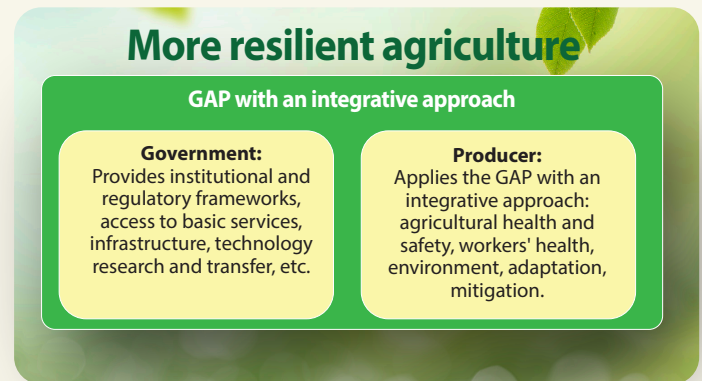 More resilient agriculture
GAP with an integrative approach
Government:
Provides institutional and
regulatory frameworks,
access to basic services,
infrastructure, technology
research and transfer, etc.
Producer:
Applies the GAP with an
integrative approach:
agricultural health and
safety, workers' health,
environment, adaptation,
mitigation.